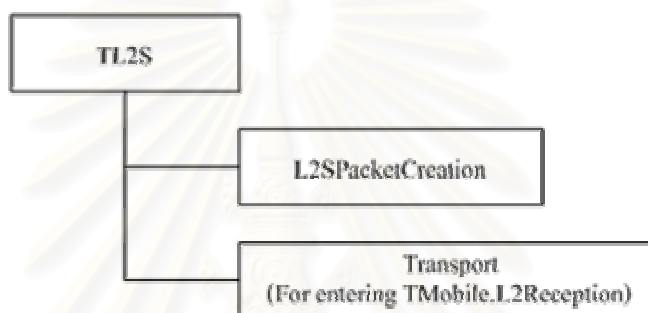 TL2S
L2SPacketCreation
Transport
(For entering TMobile.L2Reception)